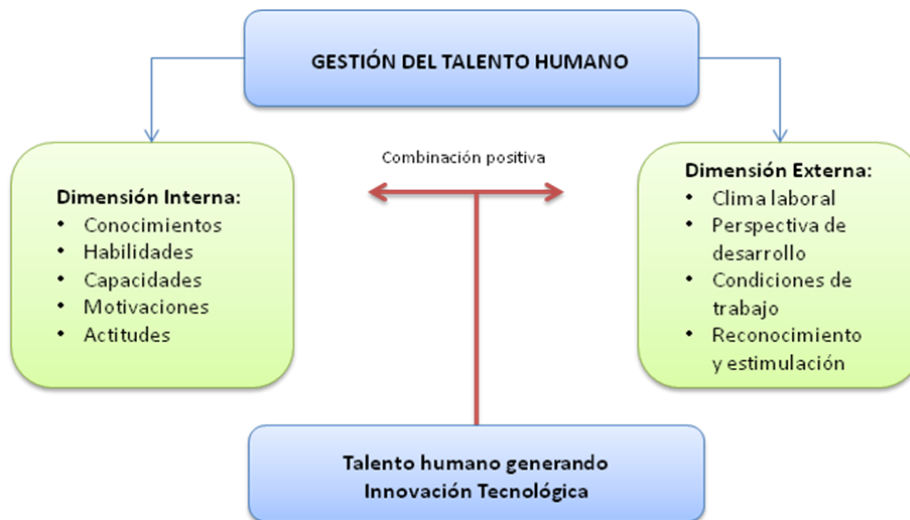 GESTIÓN DEL TALENTO HUMANO
Combinación positiva
Dimensión Interna:
• Conocimientos
• Habilidades
• Capacidades
• Motivaciones
• Actitudes
Dimensión Externa:
• Clima laboral
• Perspectiva de
desarrollo
• Condiciones de
trabajo
• Reconocimiento
y estimulación
Talento humano generando
Innovación Tecnológica